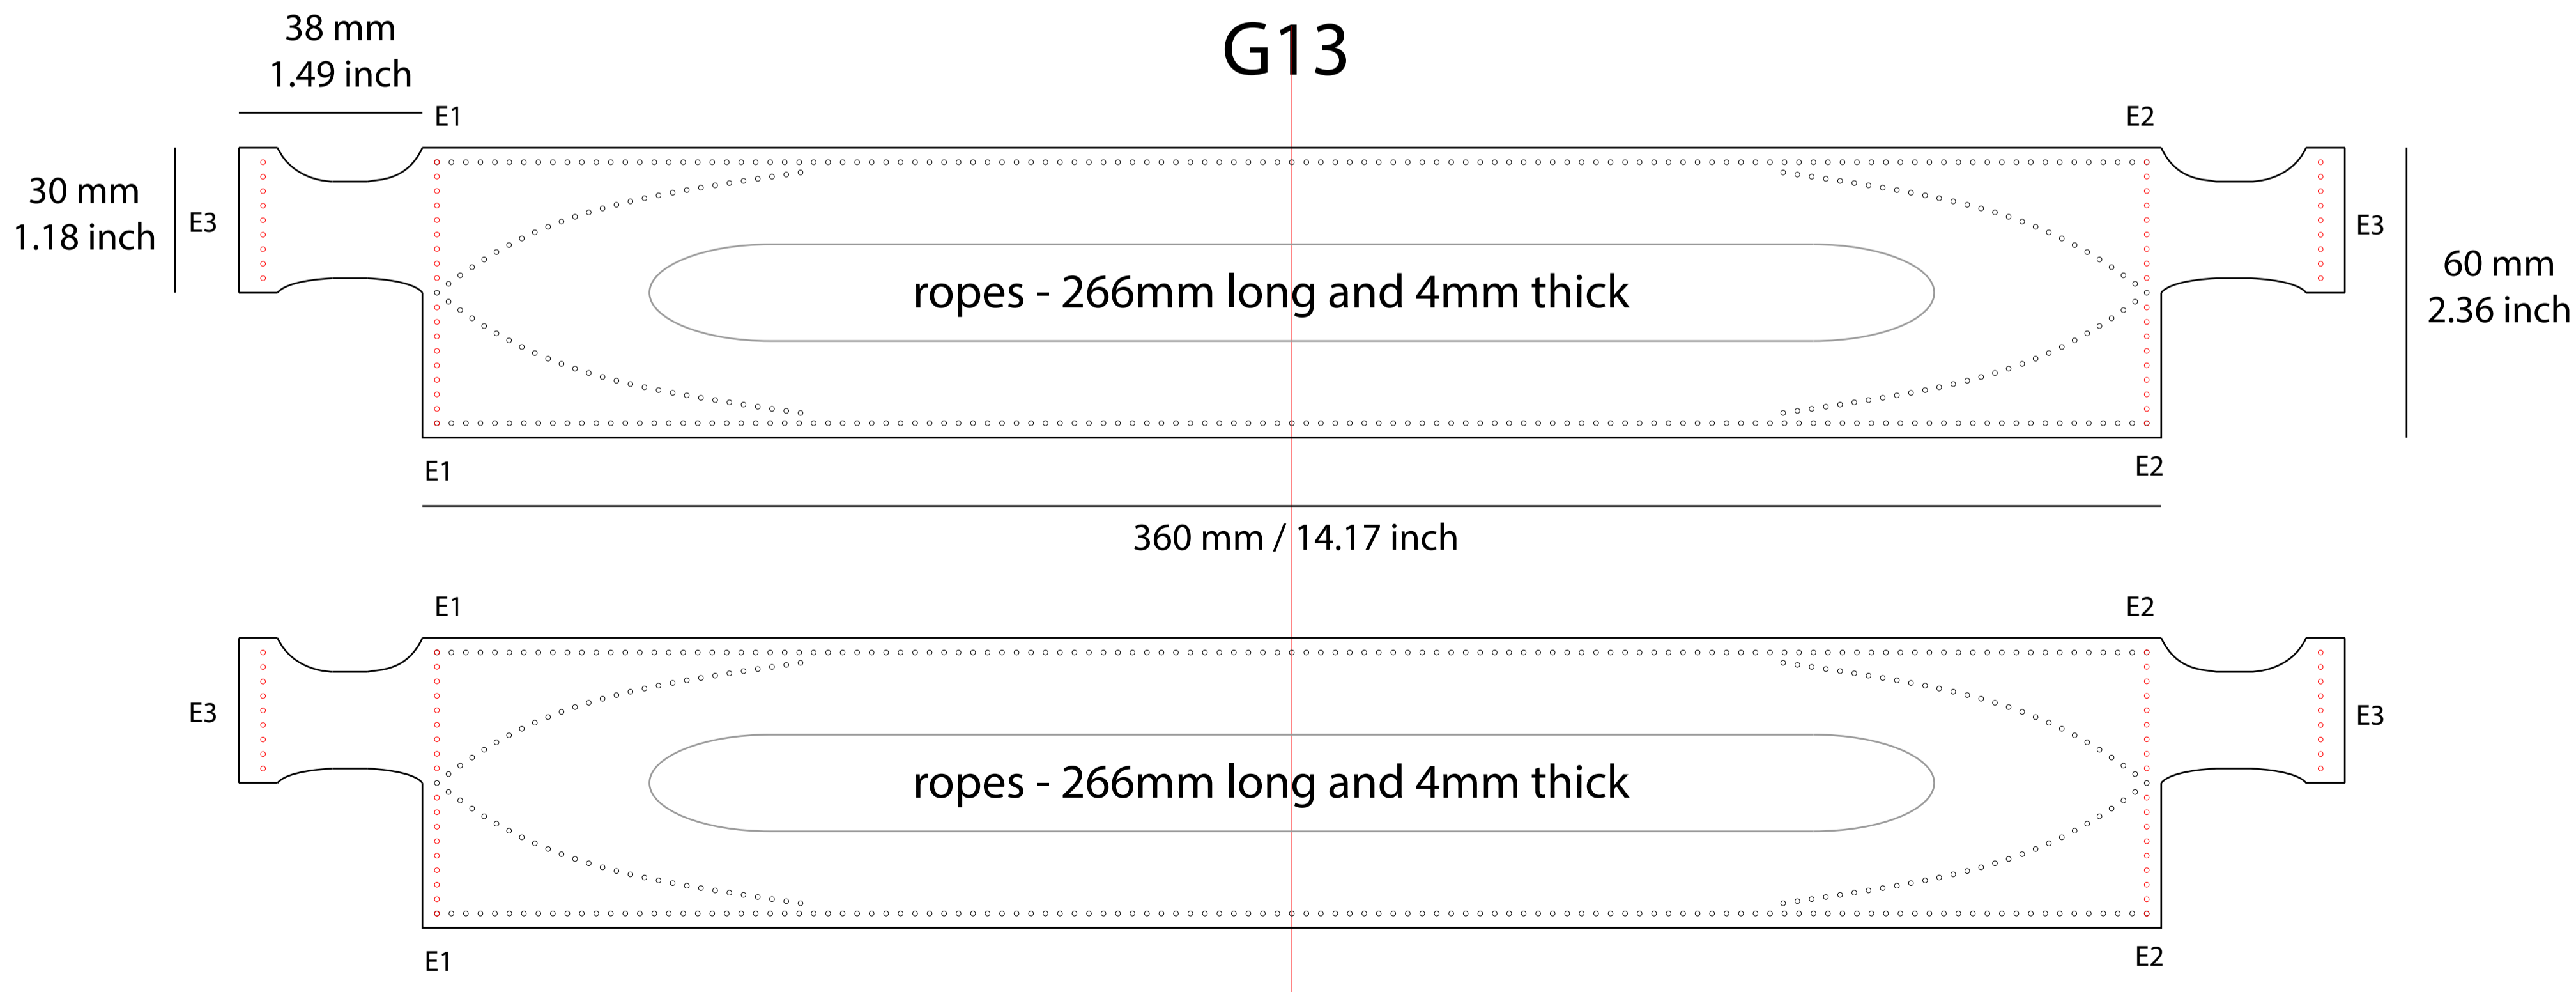 38 mm
1.49 inch
G13
E1
E2
30 mm
1.18 inch
E3
E3
60 mm
2.36 inch
ropes - 266mm long and 4mm thick
E1
E2
360 mm / 14.17 inch
E1
E2
E3
E3
ropes - 266mm long and 4mm thick
E1
E2